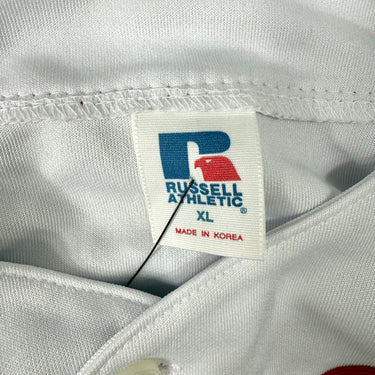 RUSSELL
ATHLETIC®
XL
MADE IN KOREA